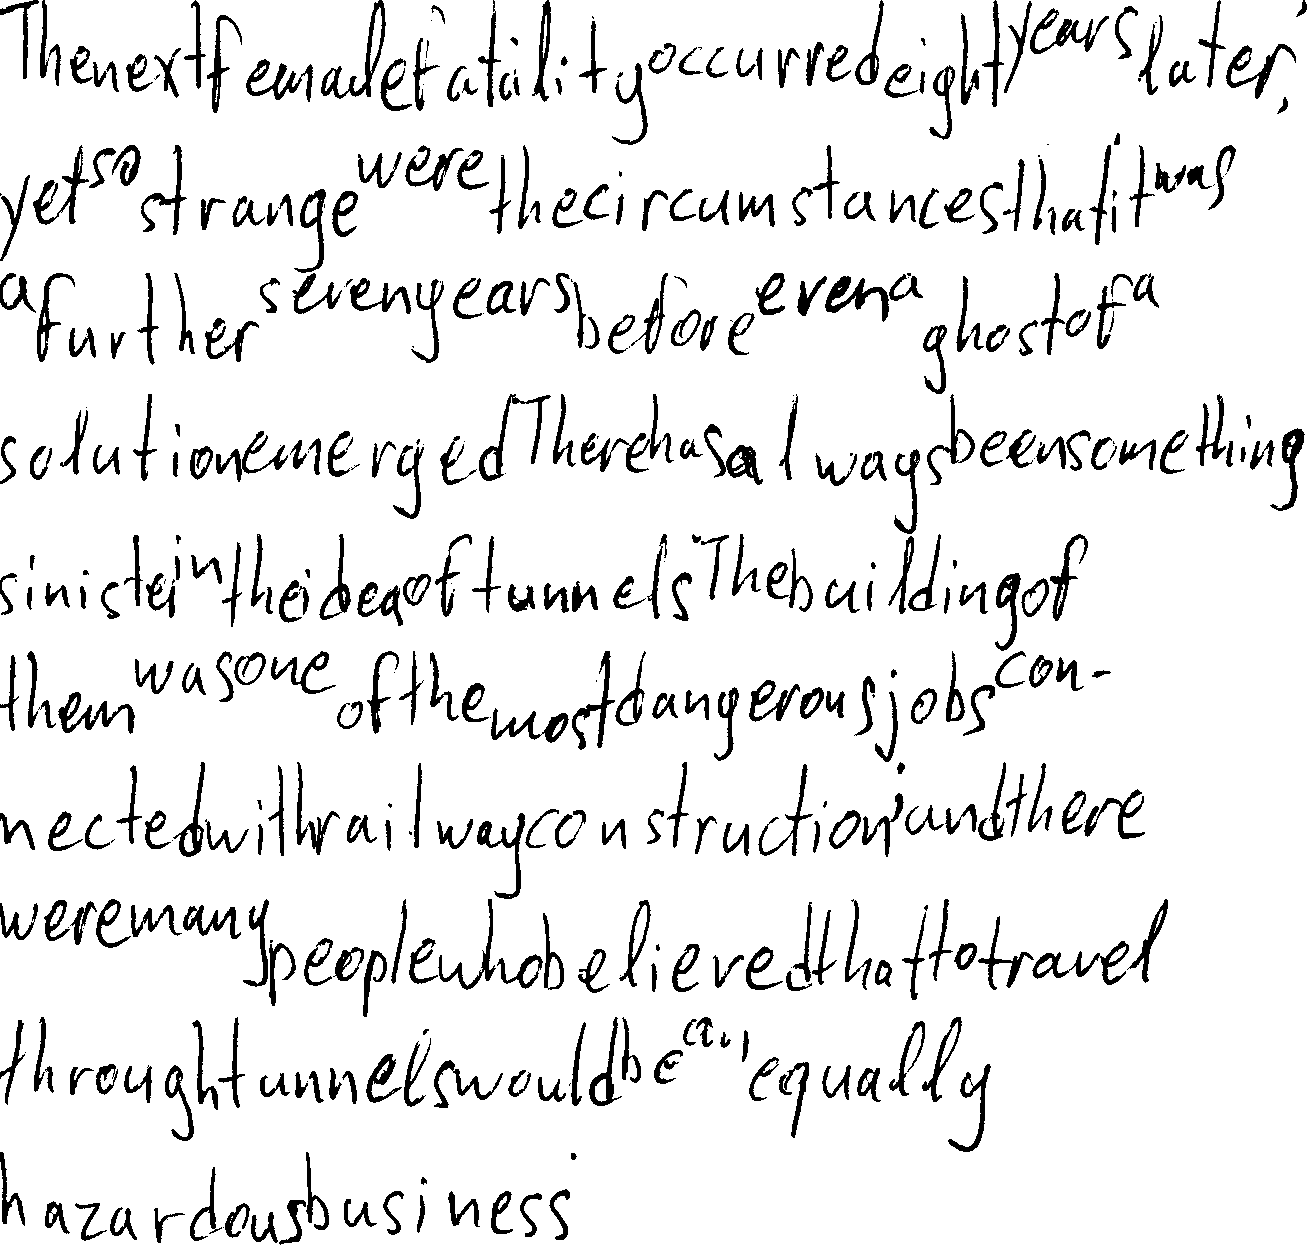 The next female fatality occurred eight years later,
yet so strange were the circumstances that it was
a further seven years before even a ghost of a
solution emerged There has always been something
sinister in the idea of tunnels. The building of
them was one of the most dangerous jobs con-
nected with railway construction, and there
were many people who believed that to travel
through tunnels would be an equally
hazardous business.